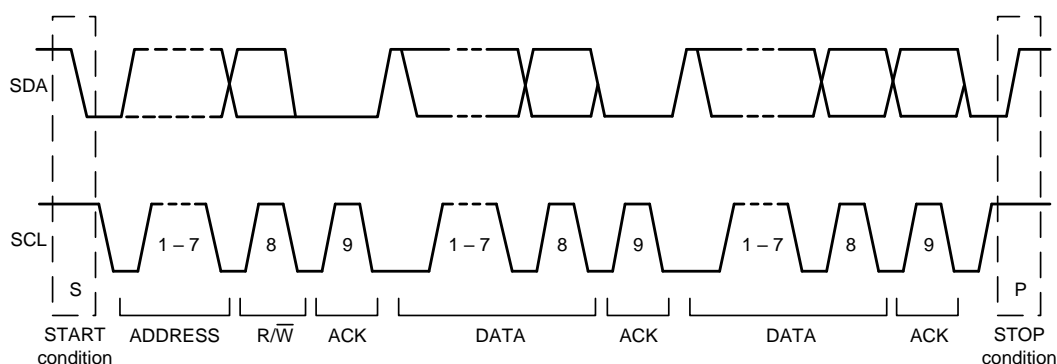 SDA
SCL
1 – 7
8
9
1 – 7
8
9
1 – 7
8
9
S
P
START
condition
ADDRESS
R/W̅
ACK
DATA
ACK
DATA
ACK
STOP
condition